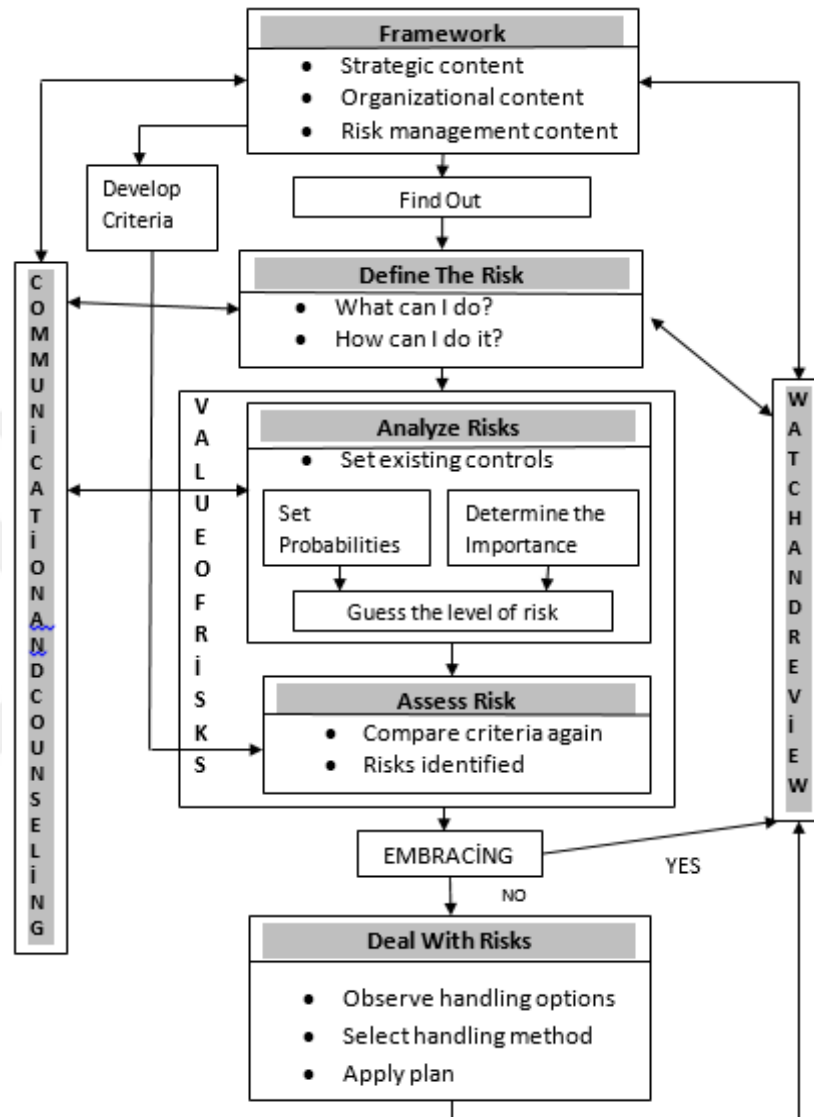 Framework
• Strategic content
• Organizational content
• Risk management content
Develop
Criteria
Find Out
Define The Risk
• What can I do?
• How can I do it?
COMMUNİCATİONANDCOUNSELİNG
VALUEOFRİSKS
WATCHANDREVİEW
Analyze Risks
• Set existing controls
Set
Probabilities
Determine the
Importance
Guess the level of risk
Assess Risk
• Compare criteria again
• Risks identified
EMBRACİNG
YES
NO
Deal With Risks
• Observe handling options
• Select handling method
• Apply plan